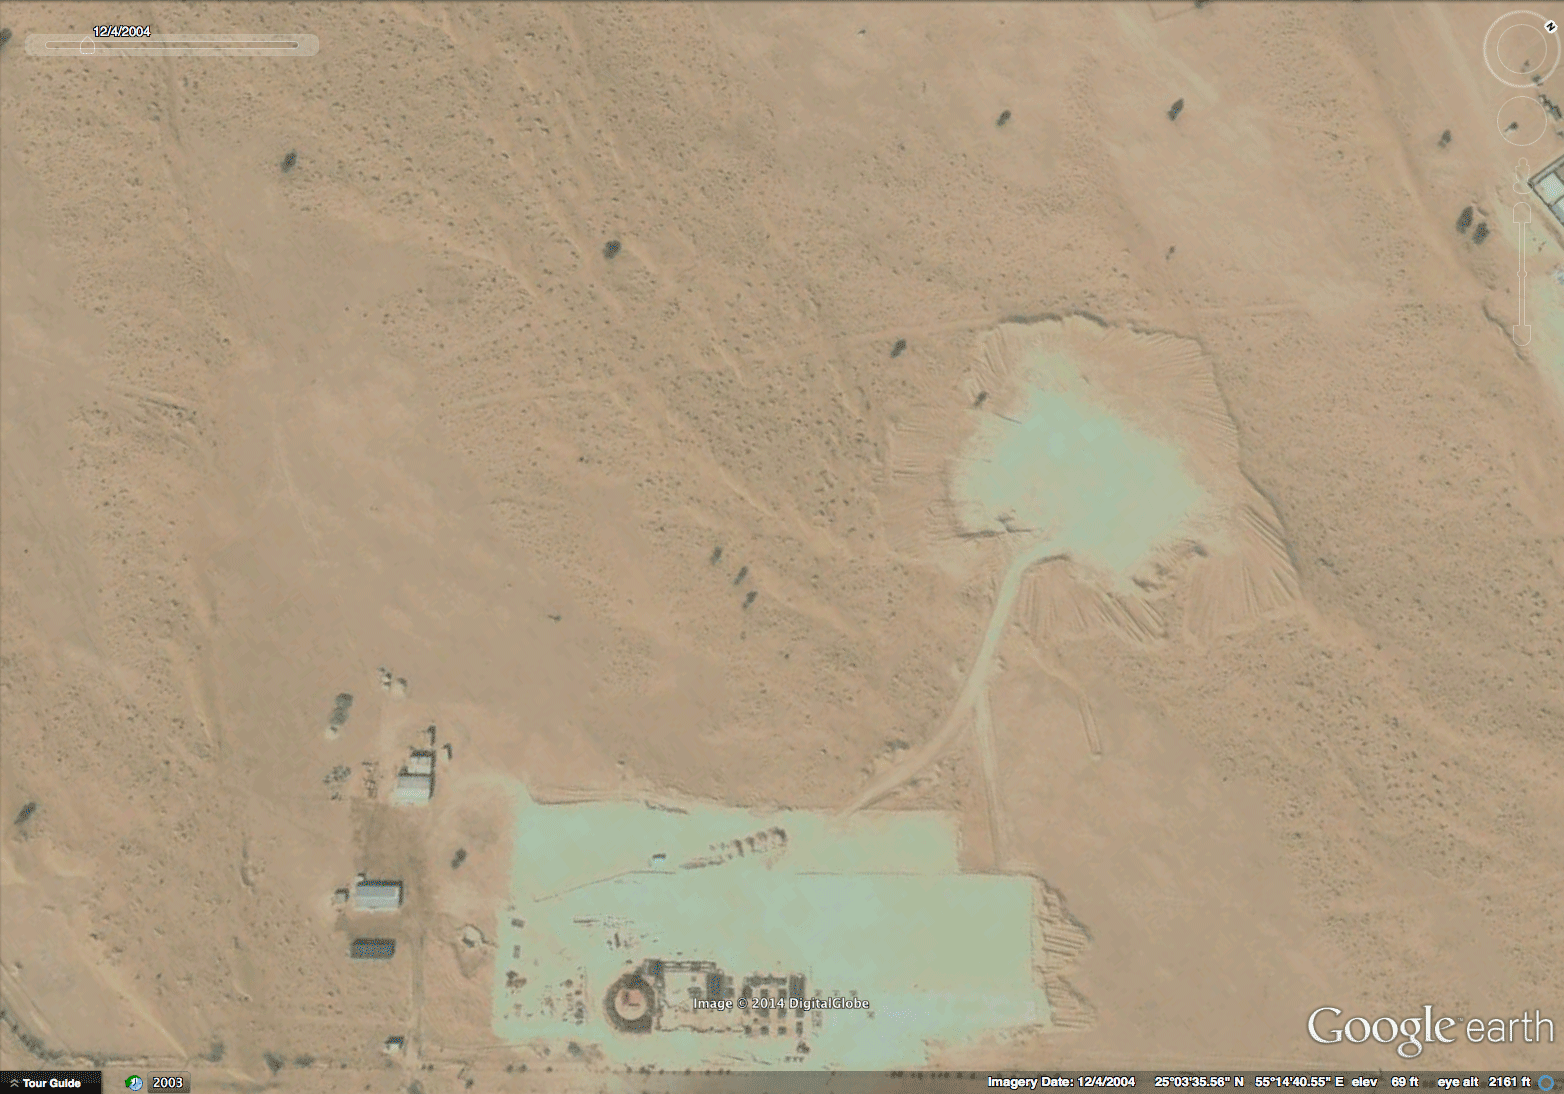 12/4/2004
N
Image © 2014 DigitalGlobe
Google earth
Tour Guide
2003
Imagery Date: 12/4/2004 25°03'35.56" N 55°14'40.55" E elev 69 ft eye alt 2161 ft